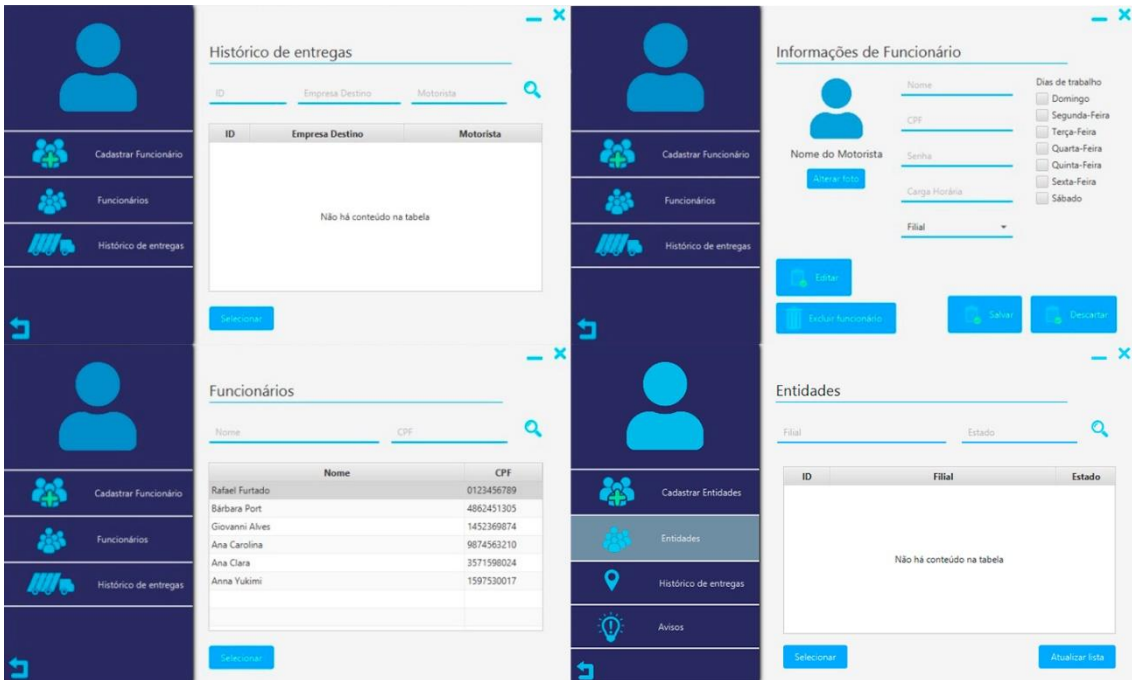 Histórico de entregas
ID Empresa Destino Motorista
ID Empresa Destino Motorista
Cadastrar Funcionário
Funcionários
Não há conteúdo na tabela
Histórico de entregas
Selecionar
Informações de Funcionário
Nome
CPF
Senha
Carga Horária
Filial
Nome do Motorista
Alterar foto
Dias de trabalho
Domingo
Segunda-Feira
Terça-Feira
Quarta-Feira
Quinta-Feira
Sexta-Feira
Sábado
Cadastrar Funcionário
Funcionários
Histórico de entregas
Editar
Excluir funcionário
Salvar
Descartar
Funcionários
Nome CPF
Nome CPF
Rafael Furtado 0123456789
Bárbara Port 4862451305
Giovanni Alves 1452369874
Ana Carolina 9874563210
Ana Clara 3571598024
Anna Yukimi 1597530017
Cadastrar Funcionário
Funcionários
Histórico de entregas
Selecionar
Entidades
Filial Estado
ID Filial Estado
Cadastrar Entidades
Entidades
Não há conteúdo na tabela
Histórico de entregas
Avisos
Selecionar
Atualizar lista